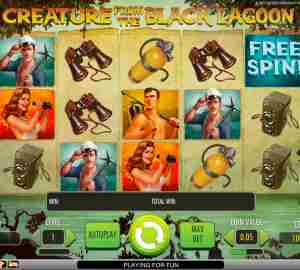 CREATURE FROM THE BLACK LAGOON
FREE
SPIN
WIN
TOTAL WIN
LEVEL
COIN VALUE
1
AUTOPLAY
MAX
BET
0.05
PLAYING FOR FUN